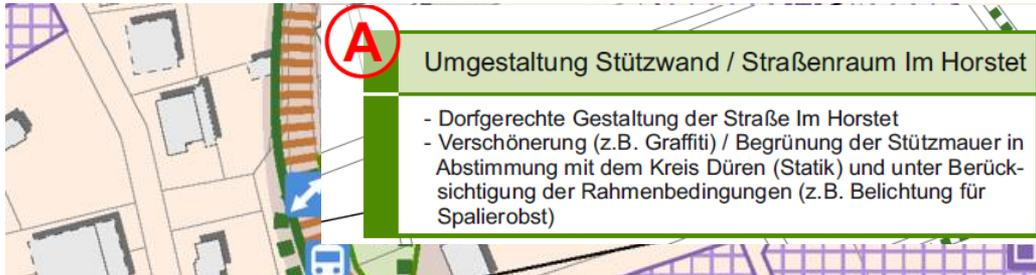 A
Umgestaltung Stützwand / Straßenraum Im Horstet
- Dorfgerechte Gestaltung der Straße Im Horstet
- Verschönerung (z.B. Graffiti) / Begrünung der Stützmauer in
Abstimmung mit dem Kreis Düren (Statik) und unter Berück-
sichtigung der Rahmenbedingungen (z.B. Belichtung für
Spalierobst)